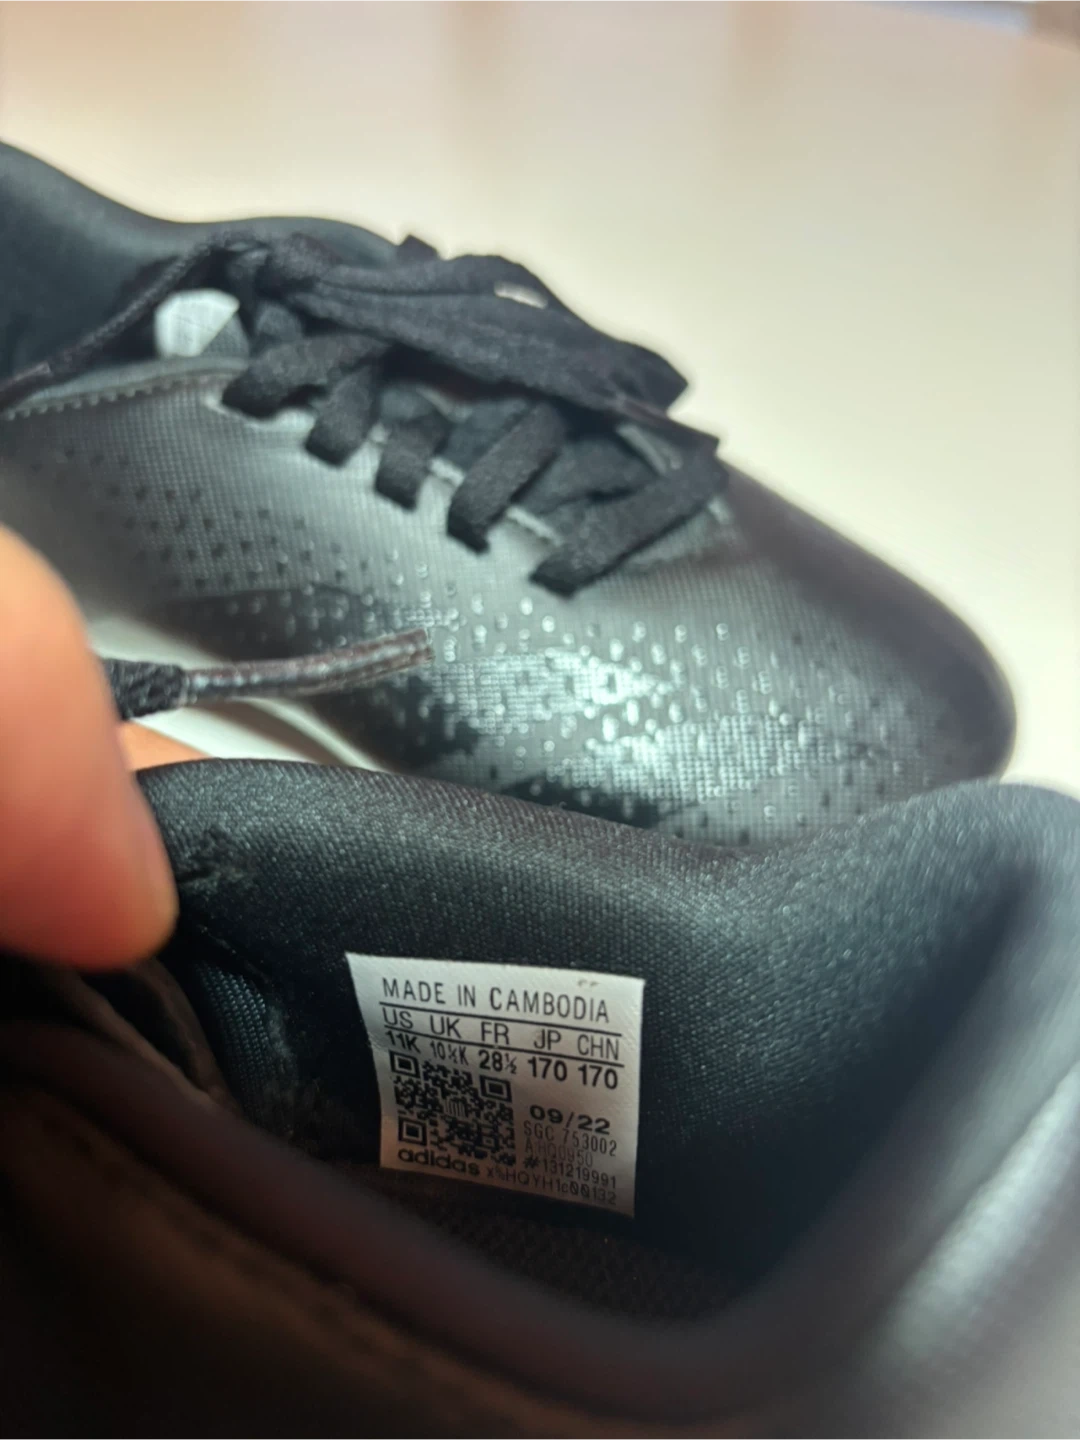 MADE IN CAMBODIA
US UK FR JP CHN
11K 10½K 28½ 170 170
09/22
SGC 753002
#131219991
adidas